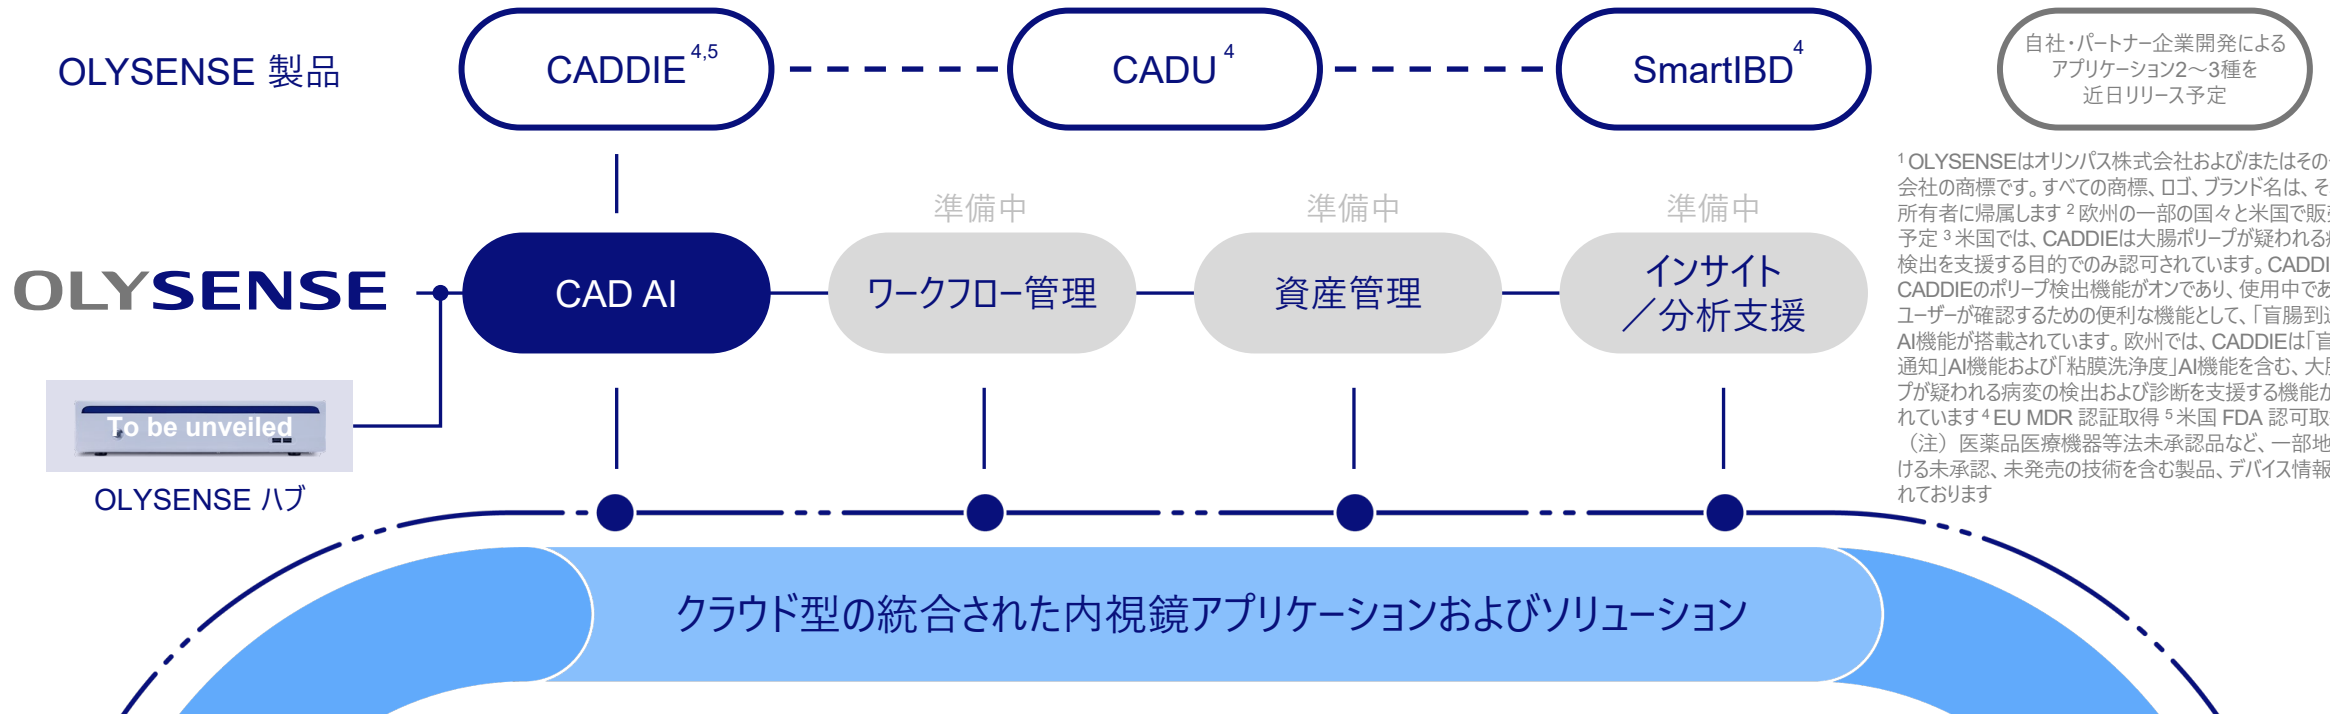 OLYSENSE 製品
CADDIE 4,5
CADU 4
SmartIBD 4
自社・パートナー企業開発による
アプリケーション2～3種を
近日リリース予定
準備中
準備中
準備中
OLYSENSE
CAD AI
ワークフロー管理
資産管理
インサイト
／分析支援
To be unveiled
OLYSENSE ハブ
1 OLYSENSEはオリンパス株式会社および/またはその
会社の商標です。すべての商標、ロゴ、ブランド名は、そ
所有者に帰属します 2 欧州の一部の国々と米国で販
予定 3 米国では、CADDIEは大腸ポリープが疑われる
検出を支援する目的でのみ認可されています。CADDI
CADDIEのポリープ検出機能がオンであり、使用中であ
ユーザーが確認するための便利な機能として、「盲腸到
AI機能が搭載されています。欧州では、CADDIEは「盲
通知」AI機能および「粘膜洗浄度」AI機能を含む、大
プが疑われる病変の検出および診断を支援する機能が
れています 4 EU MDR 認証取得 5 米国 FDA 認可取
（注）医薬品医療機器等法未承認品など、一部地
ける未承認、未発売の技術を含む製品、デバイス情報
れております
クラウド型の統合された内視鏡アプリケーションおよびソリューション